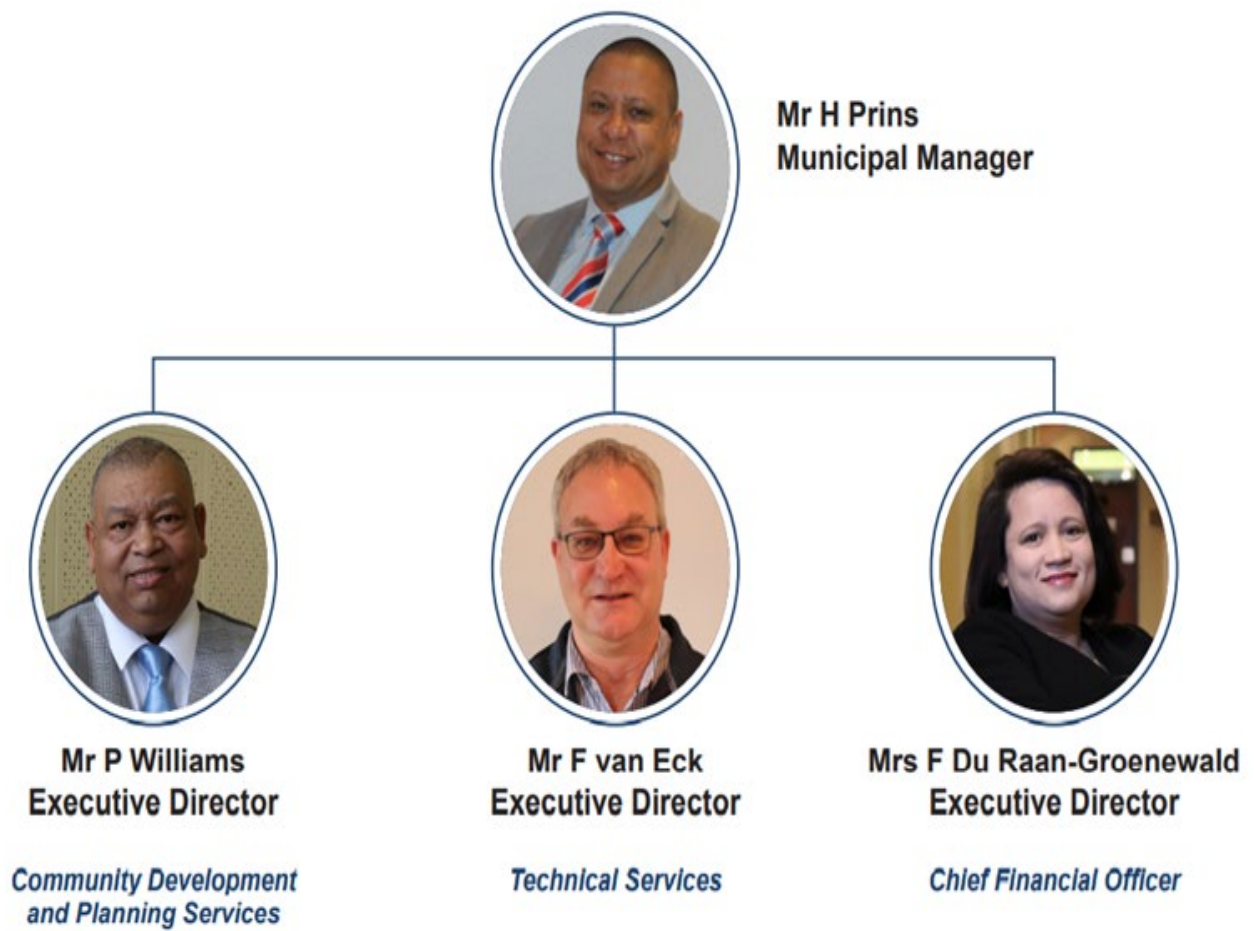 Mr H Prins
Municipal Manager
Mr P Williams
Executive Director
Community Development
and Planning Services
Mr F van Eck
Executive Director
Technical Services
Mrs F Du Raan-Groenewald
Executive Director
Chief Financial Officer